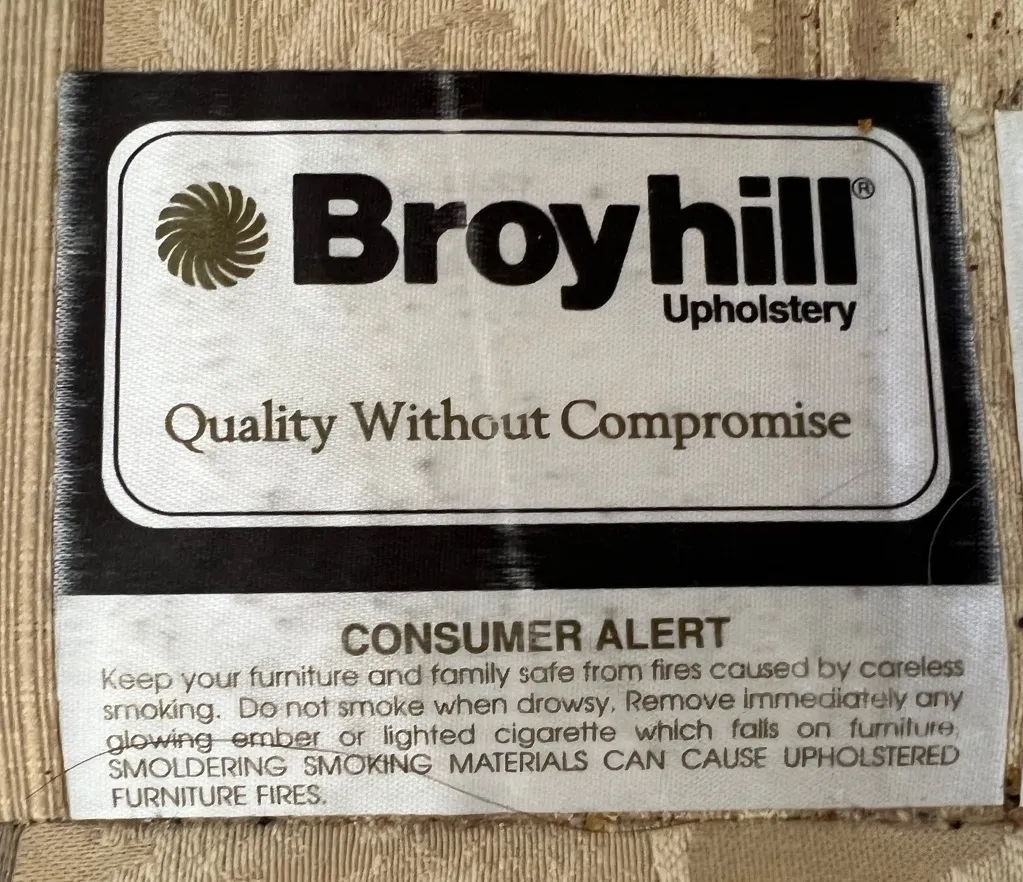 Broyhill®
Upholstery
Quality Without Compromise
CONSUMER ALERT
Keep your furniture and family safe from fires caused by careless
smoking. Do not smoke when drowsy. Remove immediately any
glowing ember or lighted cigarette which falls on furniture.
SMOLDERING SMOKING MATERIALS CAN CAUSE UPHOLSTERED
FURNITURE FIRES.